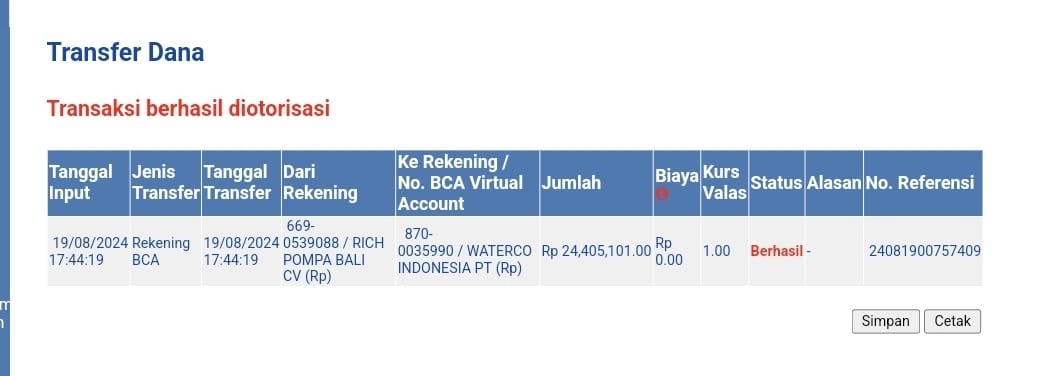 Transfer Dana
Transaksi berhasil diotorisasi
Tanggal Input
Jenis Transfer
Tanggal Transfer
Dari Rekening
Ke Rekening / No. BCA Virtual Account
Jumlah
Biaya
Kurs Valas
Status
Alasan
No. Referensi
19/08/2024 17:44:19
Rekening BCA
19/08/2024 17:44:19
669-0539088 / RICH POMPA BALI CV (Rp)
870-0035990 / WATERCO INDONESIA PT (Rp)
Rp 24,405,101.00
Rp 0.00
1.00
Berhasil
-
24081900757409
Simpan
Cetak